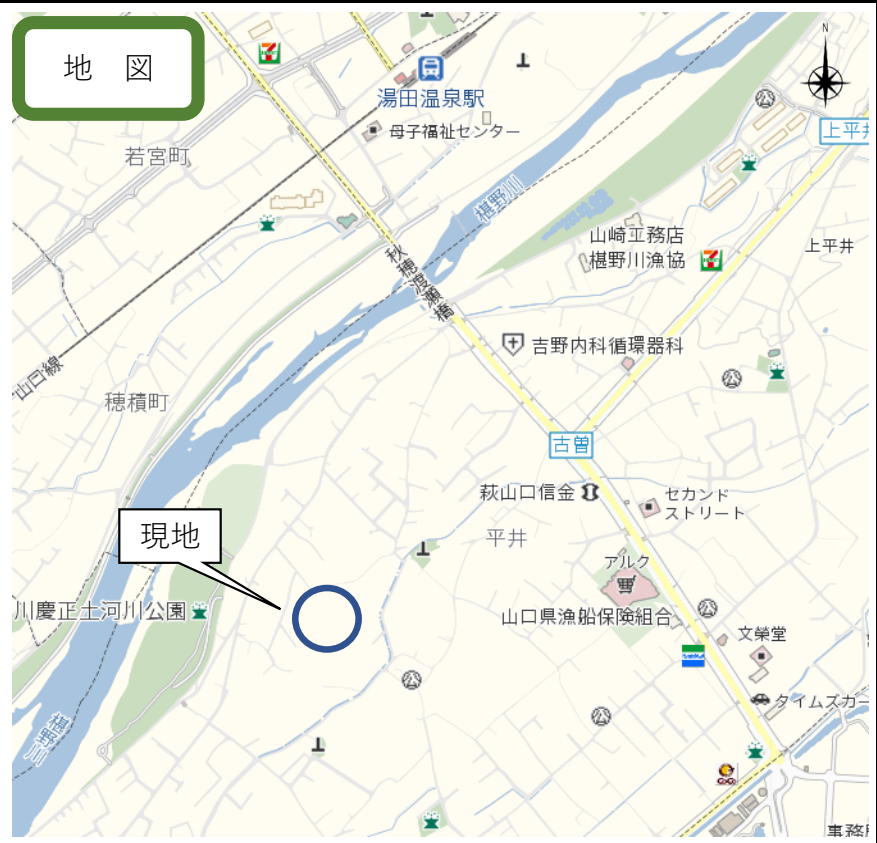 地 図
N
湯田温泉駅
母子福祉センター
若宮町
上平井
椹野川
山崎工務店
椹野川漁協
上平井
秋穂渡瀬橋
吉野内科循環器科
山口線
穂積町
古曽
萩山口信金
セカンド
ストリート
平井
現地
アルク
川慶正土河川公園
山口県漁船保険組合
文榮堂
タイムズカー
椹野川
事務所